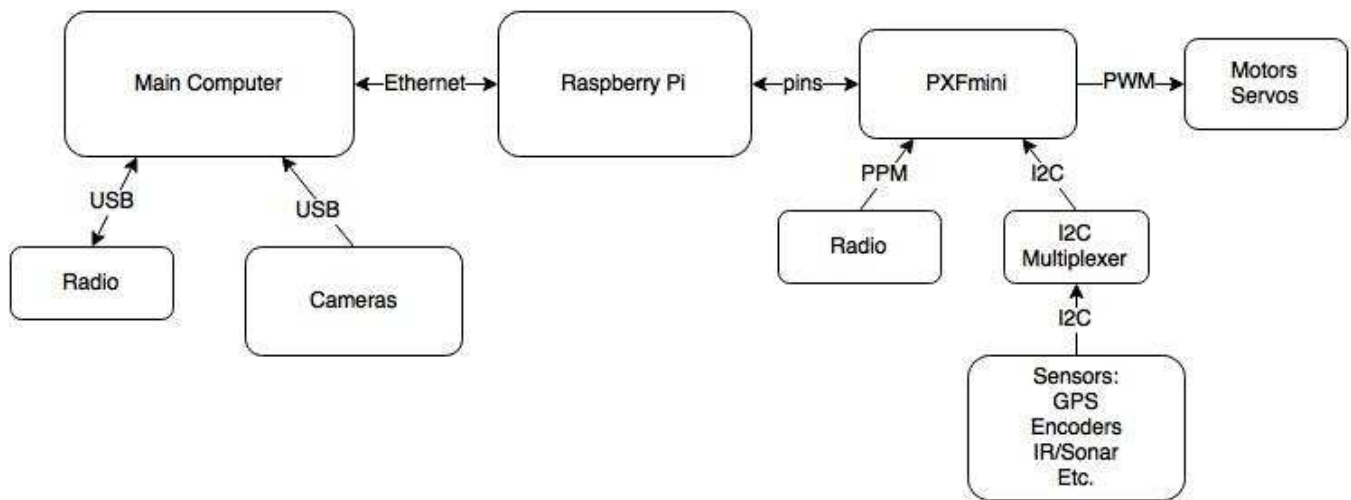 Main Computer
Ethernet
Raspberry Pi
pins
PXFmini
PWM
Motors
Servos
USB
USB
PPM
I2C
Radio
Cameras
Radio
I2C
Multiplexer
I2C
Sensors:
GPS
Encoders
IR/Sonar
Etc.